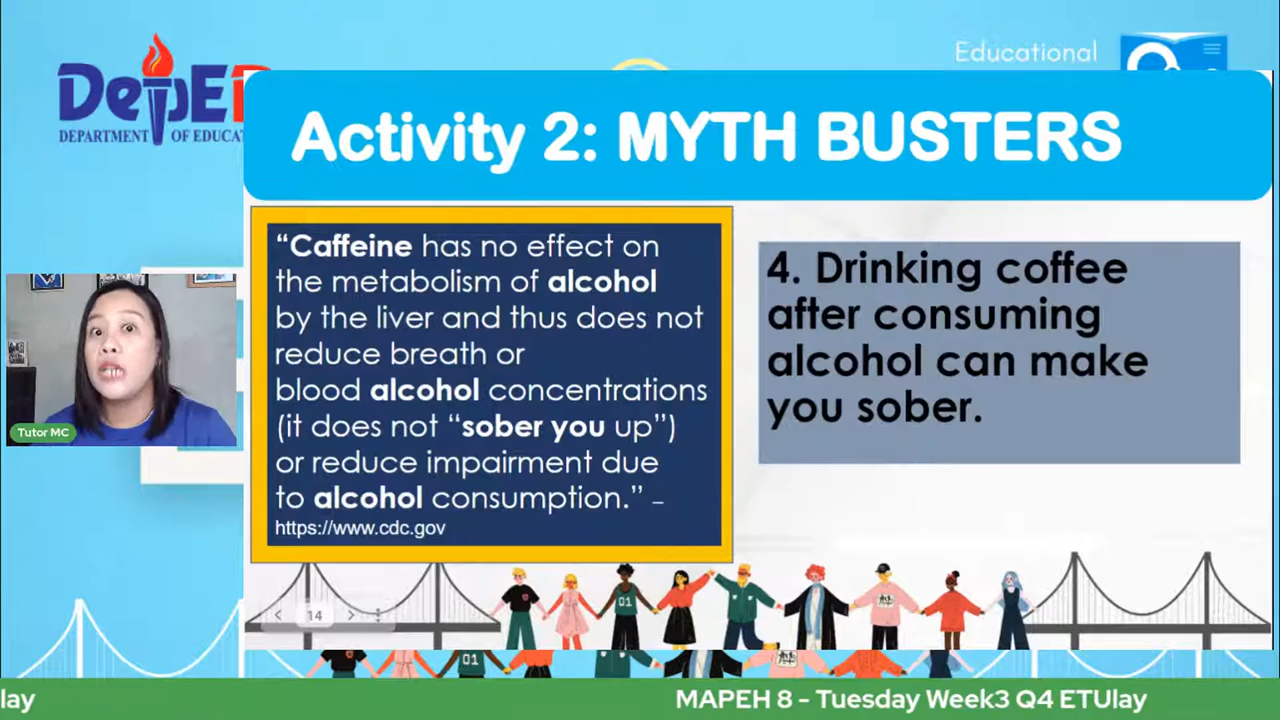 Educational
DepED
DEPARTMENT OF EDUCA
Activity 2: MYTH BUSTERS
“Caffeine has no effect on
the metabolism of alcohol
by the liver and thus does not
reduce breath or
blood alcohol concentrations
(it does not “sober you up”)
or reduce impairment due
to alcohol consumption.” –
https://www.cdc.gov
4. Drinking coffee
after consuming
alcohol can make
you sober.
Tutor MC
14
01
01
lay
MAPEH 8 - Tuesday Week3 Q4 ETUlay